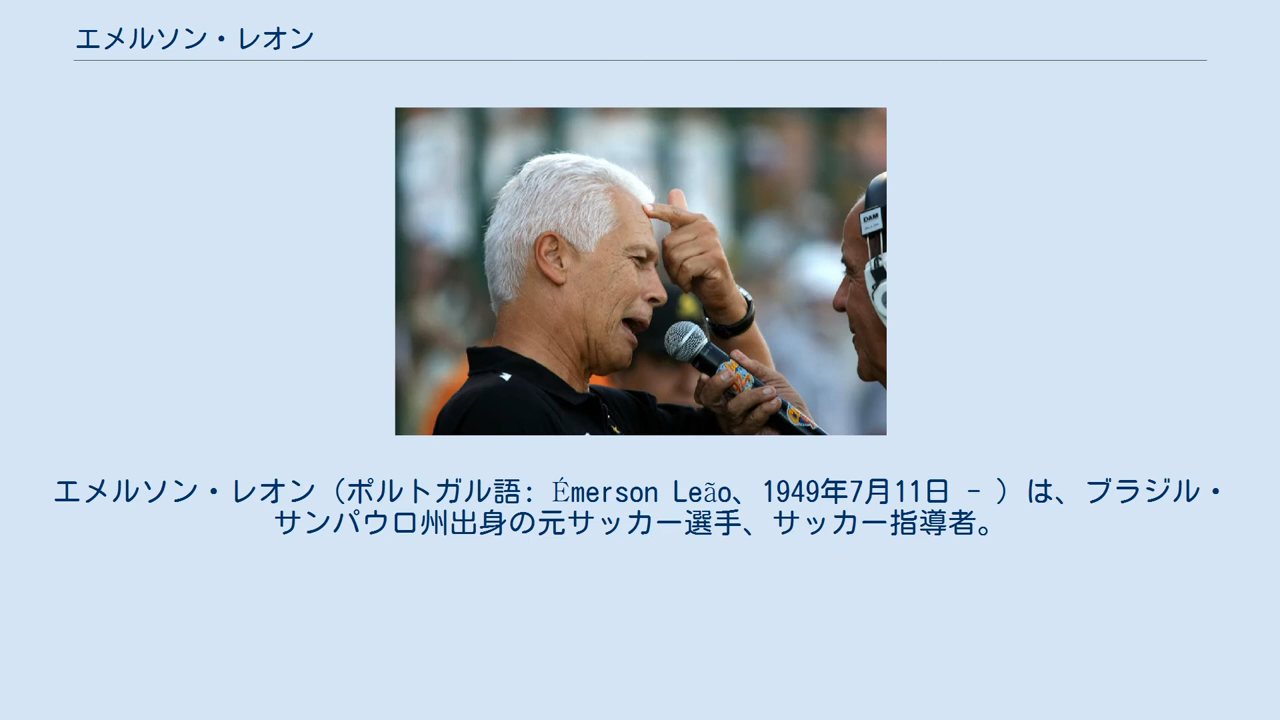 エメルソン・レオン
DAM
エメルソン・レオン（ポルトガル語: Émerson Leão、1949年7月11日 - ）は、ブラジル・
サンパウロ州出身の元サッカー選手、サッカー指導者。